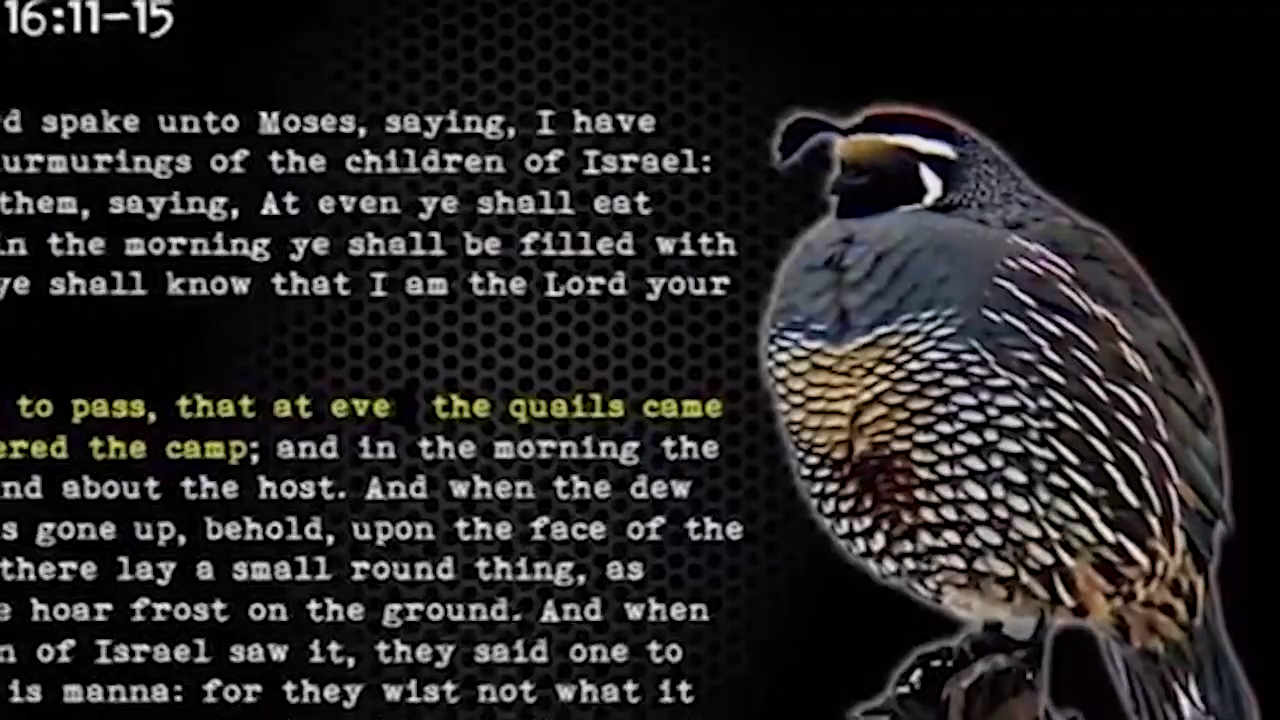 16:11-15
d spake unto Moses, saying, I have
urmurings of the children of Israel:
them, saying, At even ye shall eat
in the morning ye shall be filled with
ye shall know that I am the Lord your
to pass, that at eve the quails came
ered the camp; and in the morning the
nd about the host. And when the dew
s gone up, behold, upon the face of the
there lay a small round thing, as
e hoar frost on the ground. And when
n of Israel saw it, they said one to
is manna: for they wist not what it